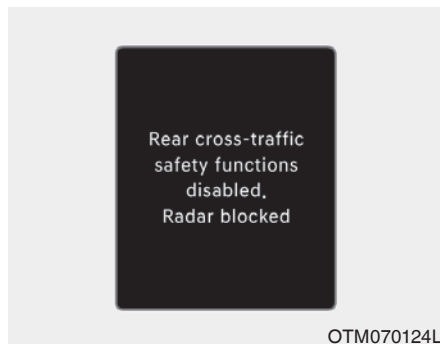 Rear cross-traffic
safety functions
disabled.
Radar blocked
OTM070124L